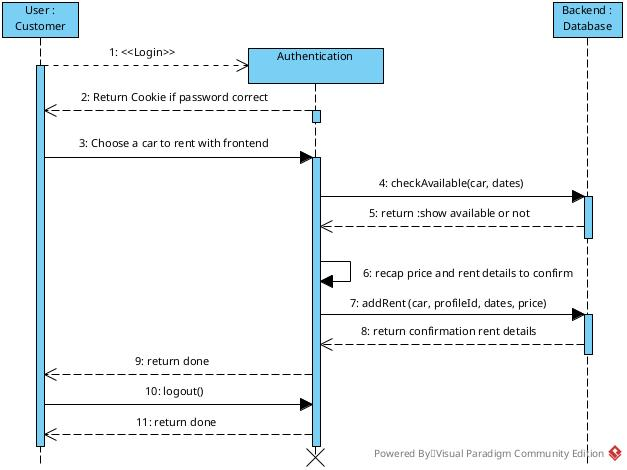 User :
Customer
Backend :
Database
1: <<Login>>
Authentication
2: Return Cookie if password correct
3: Choose a car to rent with frontend
4: checkAvailable(car, dates)
5: return :show available or not
6: recap price and rent details to confirm
7: addRent (car, profileId, dates, price)
8: return confirmation rent details
9: return done
10: logout()
11: return done
Powered By Visual Paradigm Community Edition